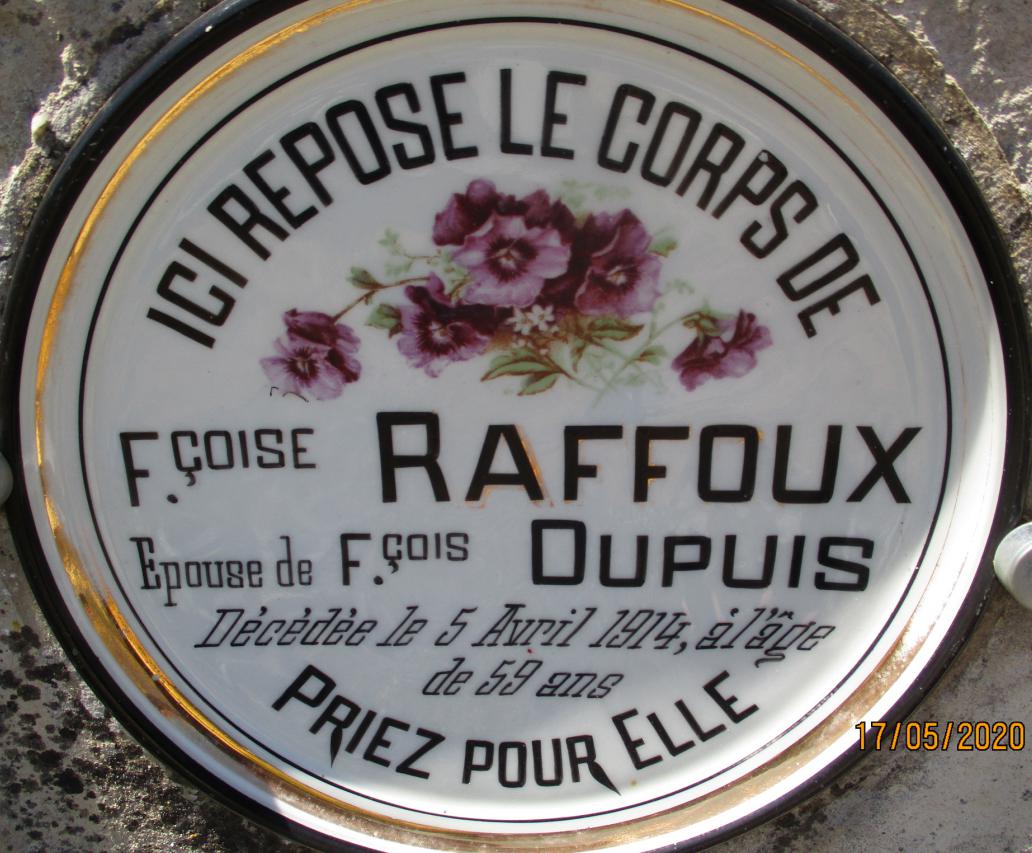 ICI REPOSE LE CORPS DE
F.ÇOISE RAFFOUX
Epouse de F.ÇOIS DUPUIS
Décédée le 5 Avril 1914, à l'âge
de 59 ans
PRIEZ POUR ELLE
17/05/2020